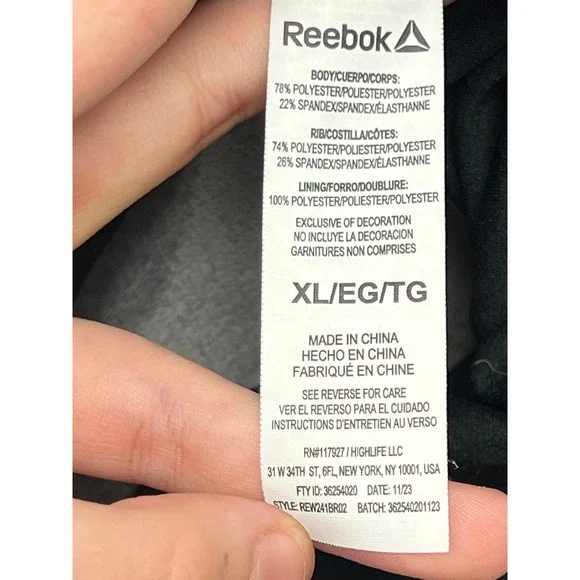 Reebok
BODY/CUERPO/CORPS:
78% POLYESTER/POLIESTER/POLYESTER
22% SPANDEX/SPANDEX/ÉLASTHANNE
RIB/COSTILLA/CÔTES:
74% POLYESTER/POLIESTER/POLYESTER
26% SPANDEX/SPANDEX/ÉLASTHANNE
LINING/FORRO/DOUBLURE:
100% POLYESTER/POLIESTER/POLYESTER
EXCLUSIVE OF DECORATION
NO INCLUYE LA DECORACION
GARNITURES NON COMPRISES
XL/EG/TG
MADE IN CHINA
HECHO EN CHINA
FABRIQUÉ EN CHINE
SEE REVERSE FOR CARE
VER EL REVERSO PARA EL CUIDADO
INSTRUCTIONS D'ENTRETIEN AU VERSO
RN#117927 / HIGHLIFE LLC
31 W 34TH ST, 6FL, NEW YORK, NY 10001, USA
FTY ID: 36254020 DATE: 11/23
STYLE: REW241BR02 BATCH: 362540201123